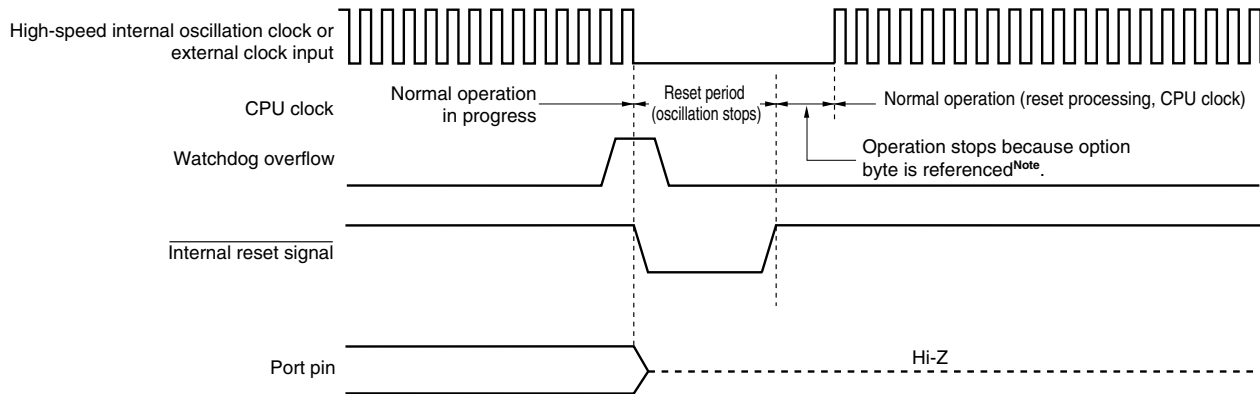 High-speed internal oscillation clock or
external clock input
CPU clock
Normal operation
in progress
Reset period
(oscillation stops)
Normal operation (reset processing, CPU clock)
Operation stops because option
byte is referencedNote.
Watchdog overflow
Internal reset signal
Port pin
Hi-Z